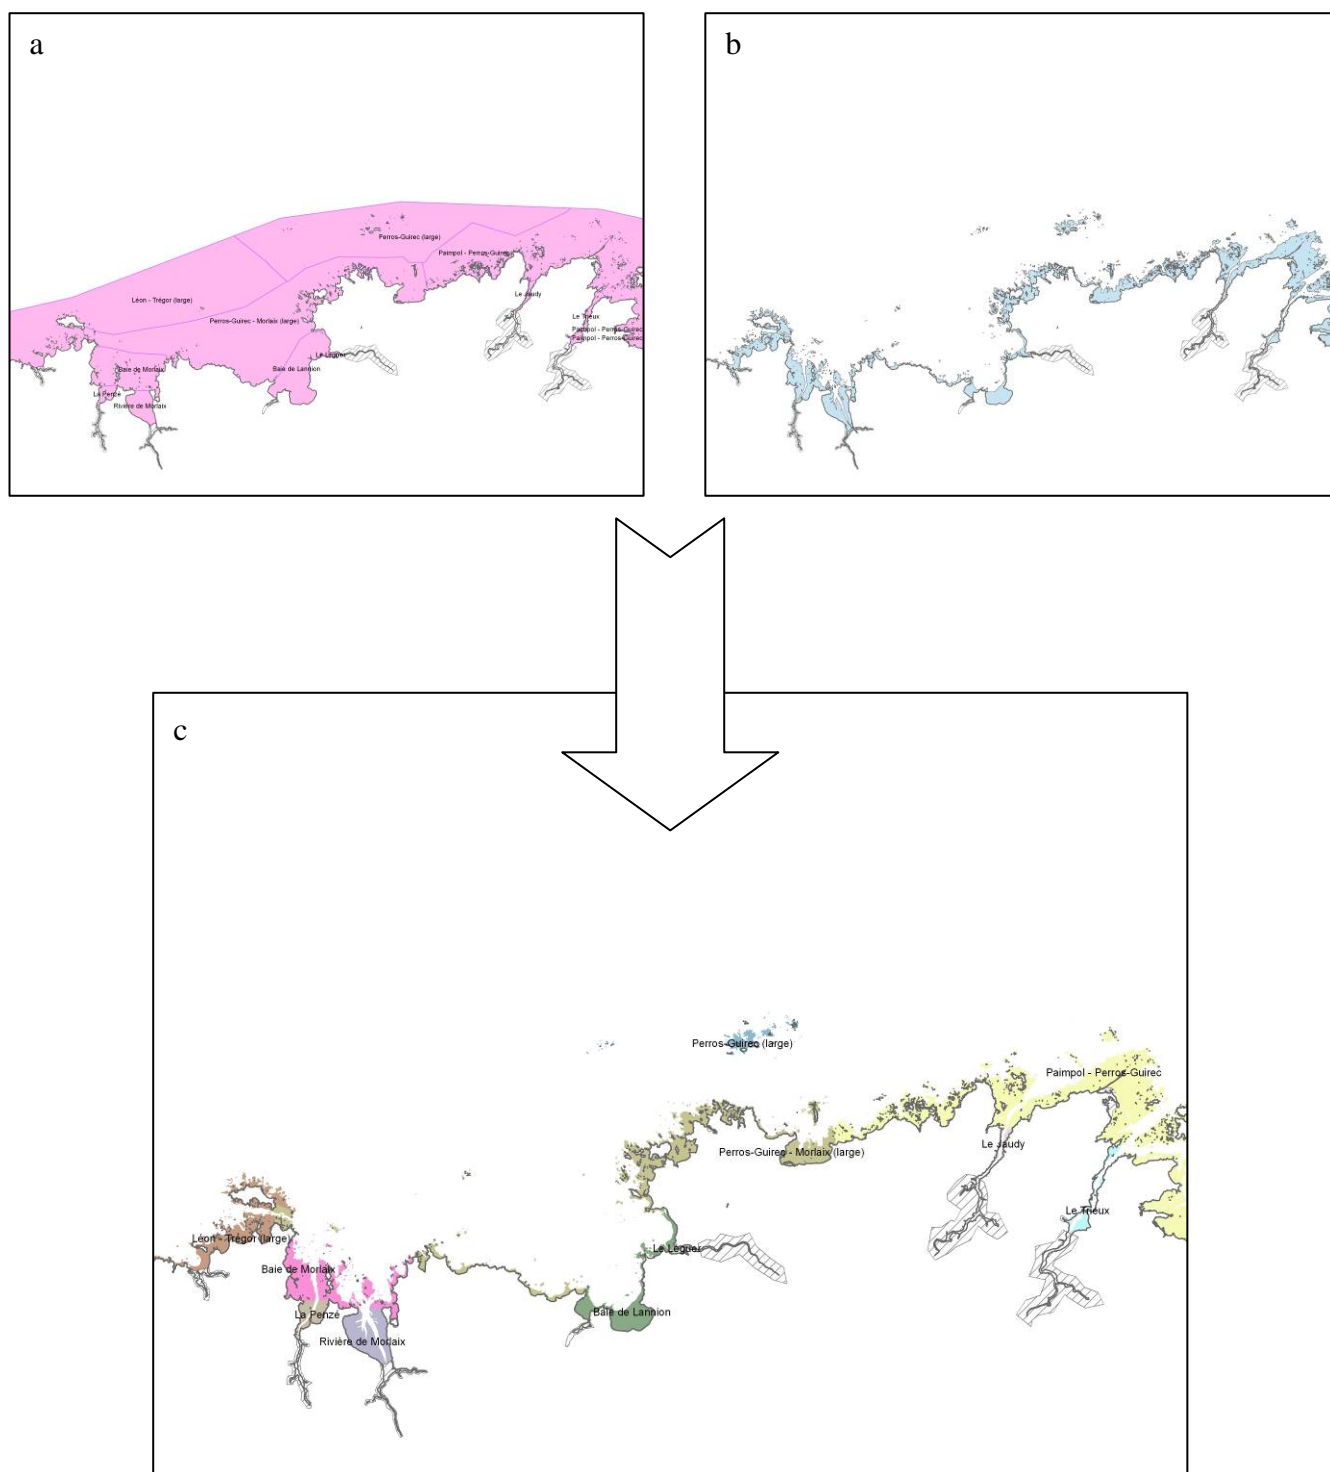 a
Perros-Guirec (large)
Paimpol - Perros-Guirec
Léon - Trégor (large)
Le Jaudy
Perros-Guirec - Morlaix (large)
Le Trieux
Paimpol - Perros-Guirec
Paimpol - Perros-Guirec
Le Léguer
Baie de Morlaix
Baie de Lannion
La Penzé
Rivière de Morlaix
b
c
Perros-Guirec (large)
Paimpol - Perros-Guirec
Le Jaudy
Perros-Guirec - Morlaix (large)
Le Trieux
Léon - Trégor (large)
Le Léguer
Baie de Morlaix
La Penzé
Baie de Lannion
Rivière de Morlaix